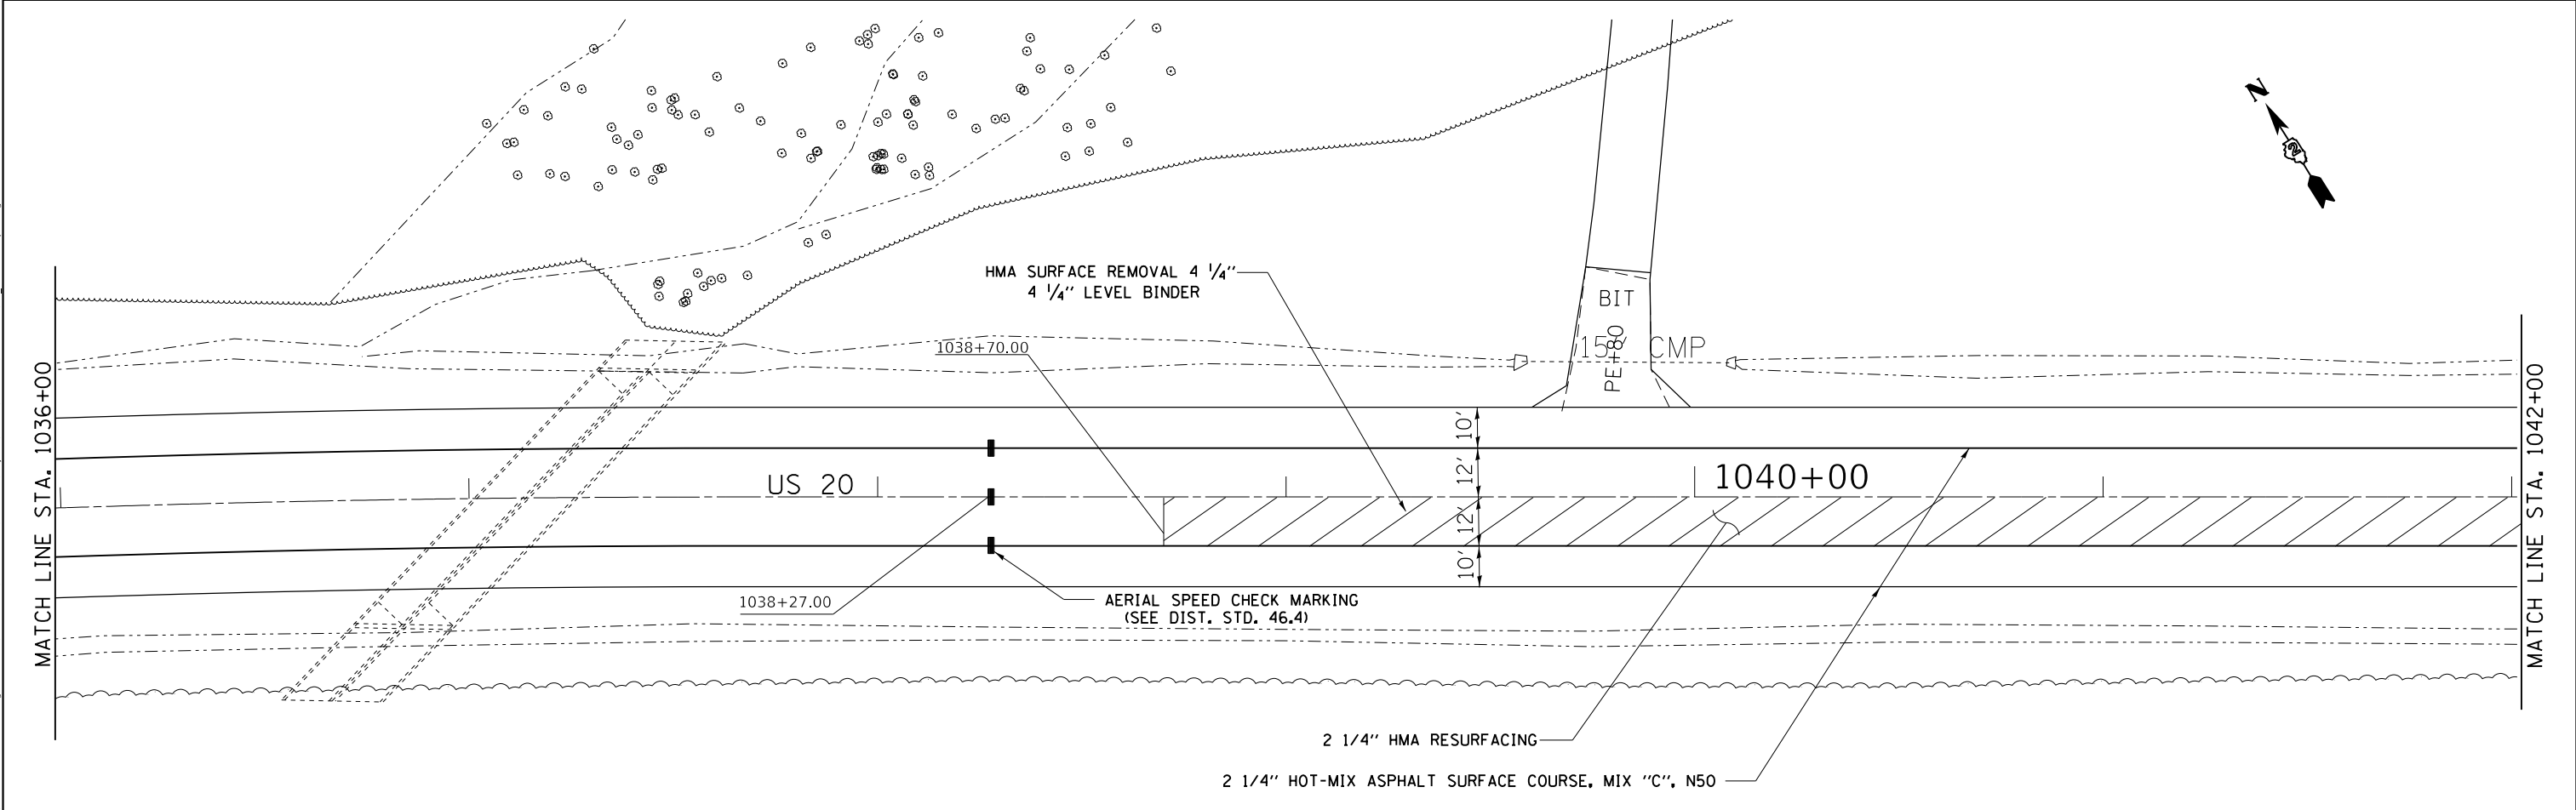 N
2
HMA SURFACE REMOVAL 4 1/4"
4 1/4" LEVEL BINDER
BIT
15" CMP
PE+80
1038+70.00
MATCH LINE STA. 1036+00
MATCH LINE STA. 1042+00
10'
12'
12'
10'
US 20
1040+00
1038+27.00
AERIAL SPEED CHECK MARKING
(SEE DIST. STD. 46.4)
2 1/4" HMA RESURFACING
2 1/4" HOT-MIX ASPHALT SURFACE COURSE, MIX "C", N50